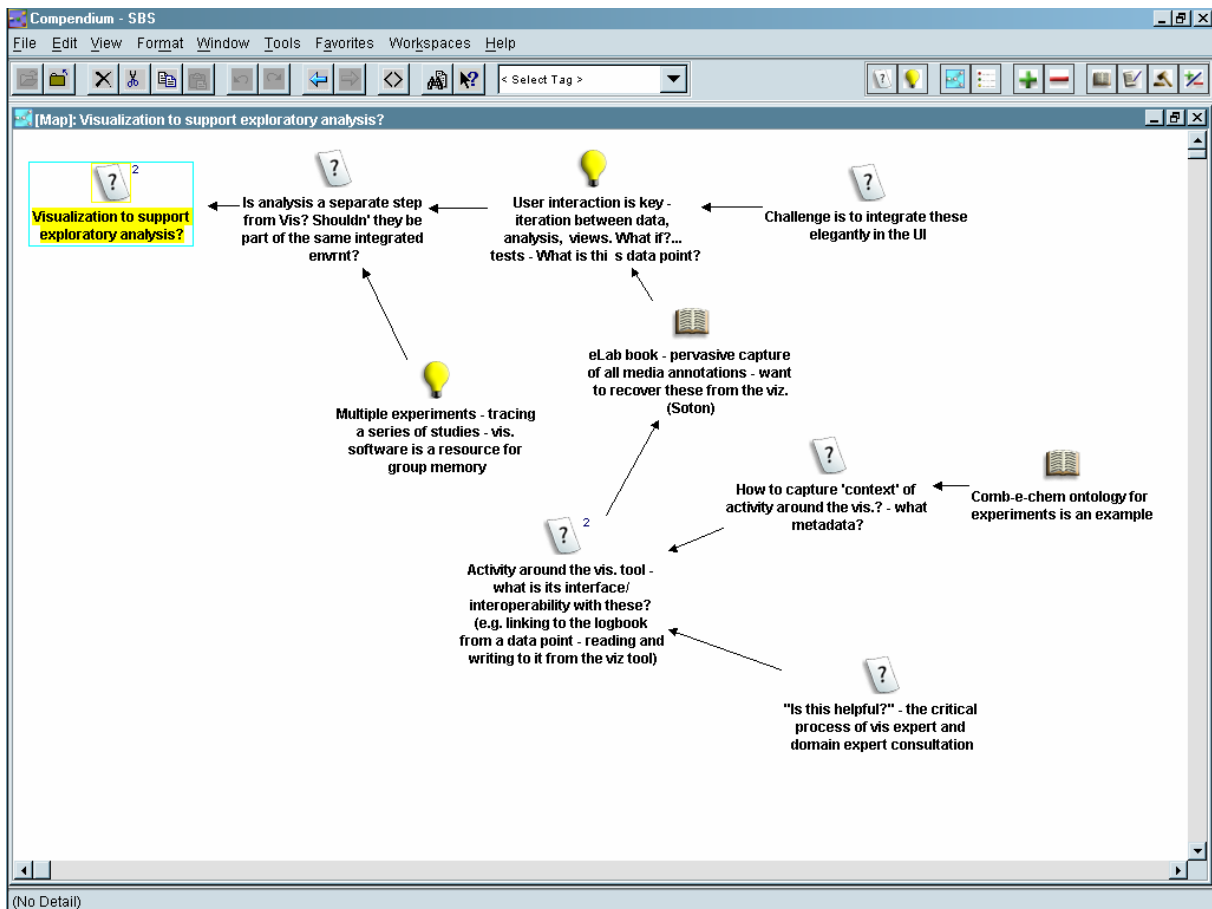 Compendium - SBS
File Edit View Format Window Tools Favorites Workspaces Help
< Select Tag >
[Map]: Visualization to support exploratory analysis?
2
Visualization to support
exploratory analysis?
Is analysis a separate step
from Vis? Shouldn' they be
part of the same integrated
envrnt?
User interaction is key -
iteration between data,
analysis, views. What if?...
tests - What is thi s data point?
Challenge is to integrate these
elegantly in the UI
eLab book - pervasive capture
of all media annotations - want
to recover these from the viz.
(Soton)
Multiple experiments - tracing
a series of studies - vis.
software is a resource for
group memory
How to capture 'context' of
activity around the vis.? - what
metadata?
Comb-e-chem ontology for
experiments is an example
2
Activity around the vis. tool -
what is its interface/
interoperability with these?
(e.g. linking to the logbook
from a data point - reading and
writing to it from the viz tool)
"Is this helpful?" - the critical
process of vis expert and
domain expert consultation
(No Detail)